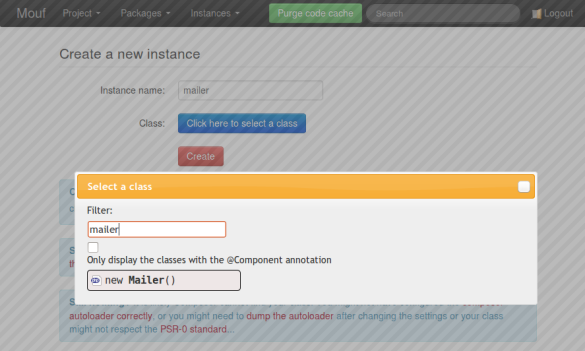 Mouf Project Packages Instances Purge code cache Search Logout
Create a new instance
Instance name: mailer
Class: Click here to select a class
Create
Select a class
Filter:
mailer
Only display the classes with the @Component annotation
new Mailer()
autoloader correctly, or you might need to dump the autoloader after changing the settings or your class
might not respect the PSR-0 standard...